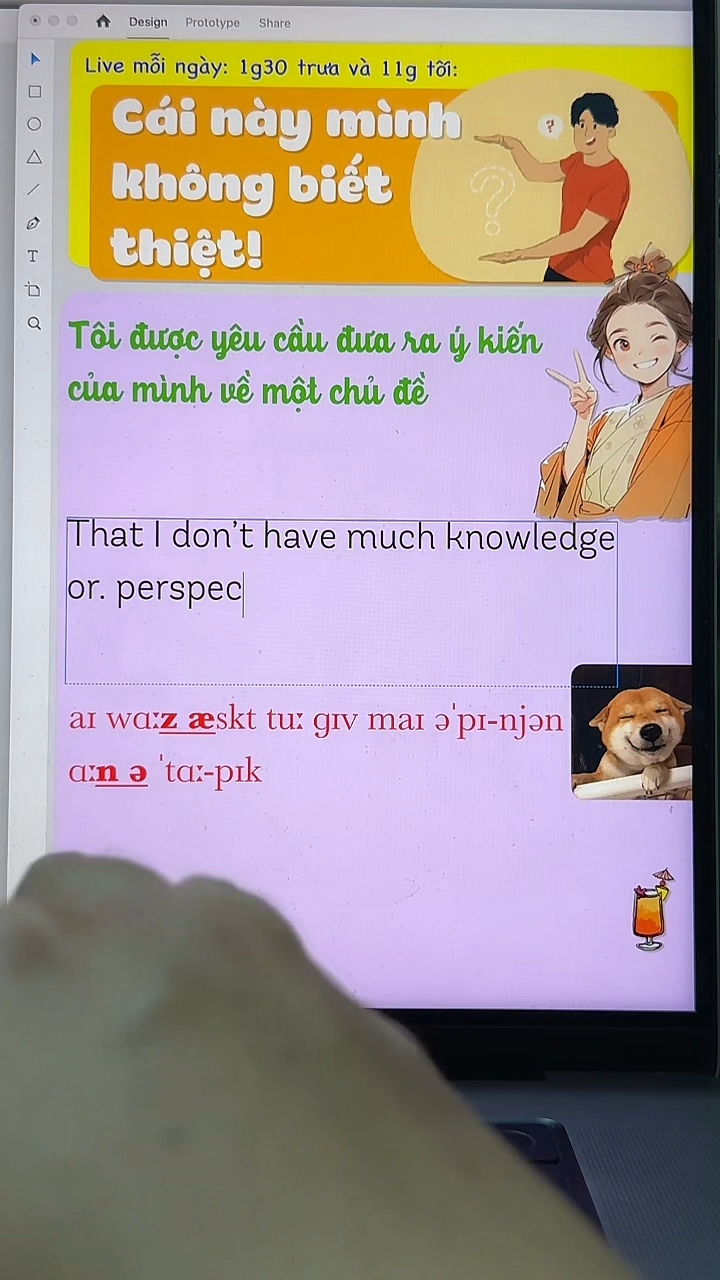 Design Prototype Share
Live mỗi ngày: 1g30 trưa và 11g tối:
Cái này mình
không biết
thiệt!
?
Tôi được yêu cầu đưa ra ý kiến
của mình về một chủ đề
That I don't have much knowledge
or. perspec
aɪ wɑːz æskt tuː gɪv maɪ ə'pɪ-njən
ɑːn ə 'tɑː-pɪk